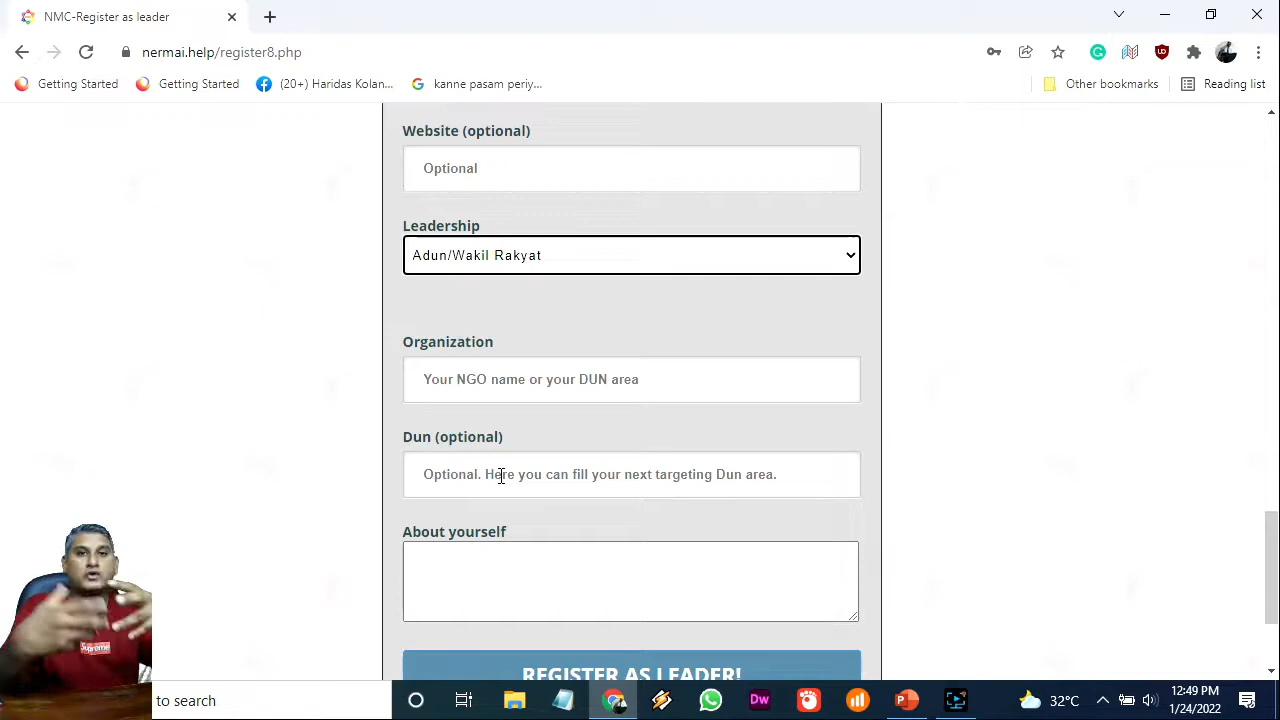 NMC-Register as leader
nermai.help/register8.php
Getting Started
Getting Started
(20+) Haridas Kolan...
kanne pasam periy...
Other bookmarks
Reading list
Website (optional)
Optional
Leadership
Adun/Wakil Rakyat
Organization
Your NGO name or your DUN area
Dun (optional)
Optional. Here you can fill your next targeting Dun area.
About yourself
REGISTER AS LEADER!
Supreme
to search
Dw
32°C
12:49 PM
1/24/2022